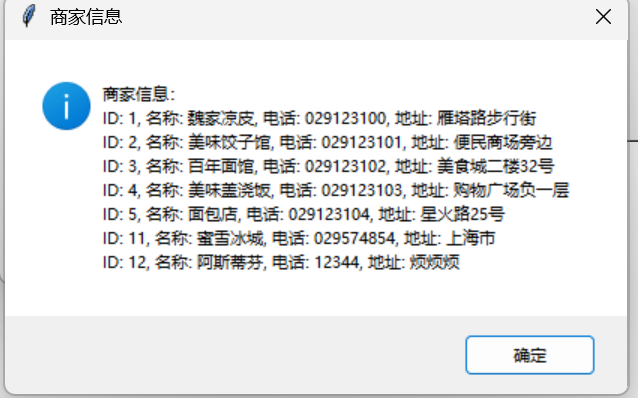 商家信息
商家信息:
ID: 1, 名称: 魏家凉皮, 电话: 029123100, 地址: 雁塔路步行街
ID: 2, 名称: 美味饺子馆, 电话: 029123101, 地址: 便民商场旁边
ID: 3, 名称: 百年面馆, 电话: 029123102, 地址: 美食城二楼32号
ID: 4, 名称: 美味盖浇饭, 电话: 029123103, 地址: 购物广场负一层
ID: 5, 名称: 面包店, 电话: 029123104, 地址: 星火路25号
ID: 11, 名称: 蜜雪冰城, 电话: 029574854, 地址: 上海市
ID: 12, 名称: 阿斯蒂芬, 电话: 12344, 地址: 烦烦烦
确定